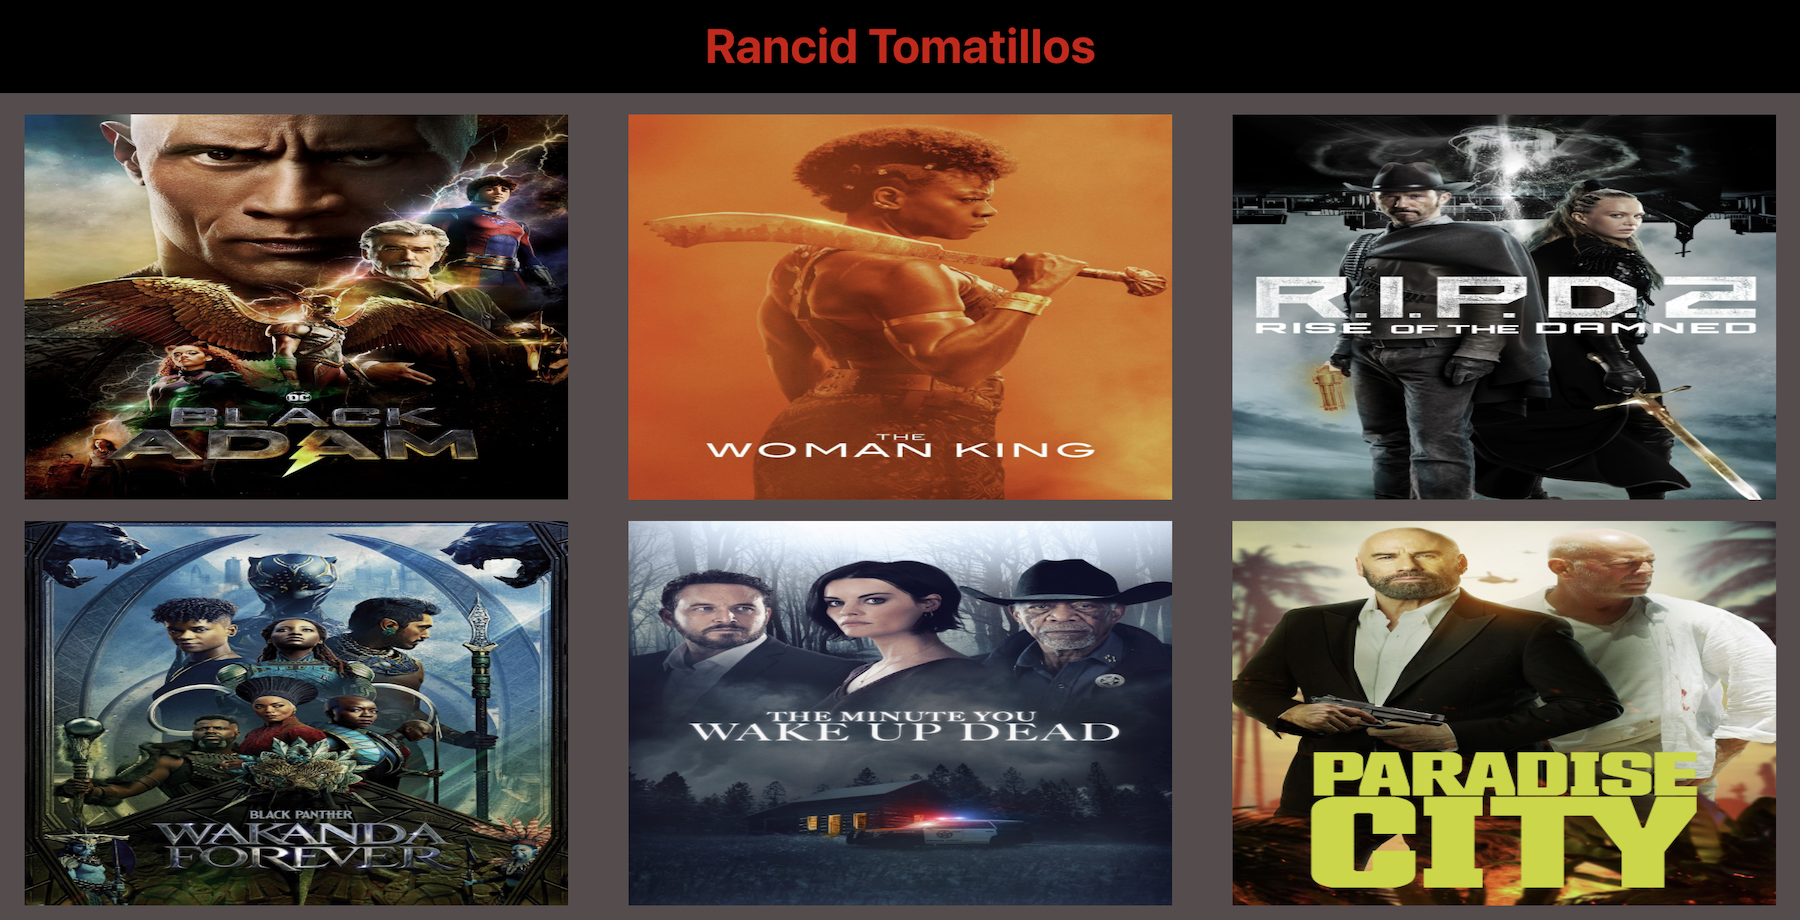 Rancid Tomatillos
DC
BLACK
ADAM
THE
WOMAN KING
R.I.P.D.2
RISE OF THE DAMNED
BLACK PANTHER
WAKANDA
FOREVER
THE MINUTE YOU
WAKE UP DEAD
PARADISE
CITY